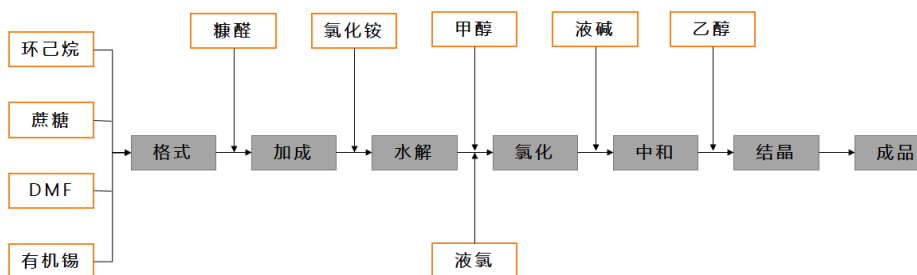 糠醛
氯化铵
甲醇
液碱
乙醇
环己烷
蔗糖
DMF
有机锡
格式
加成
水解
氯化
中和
结晶
成品
液氯